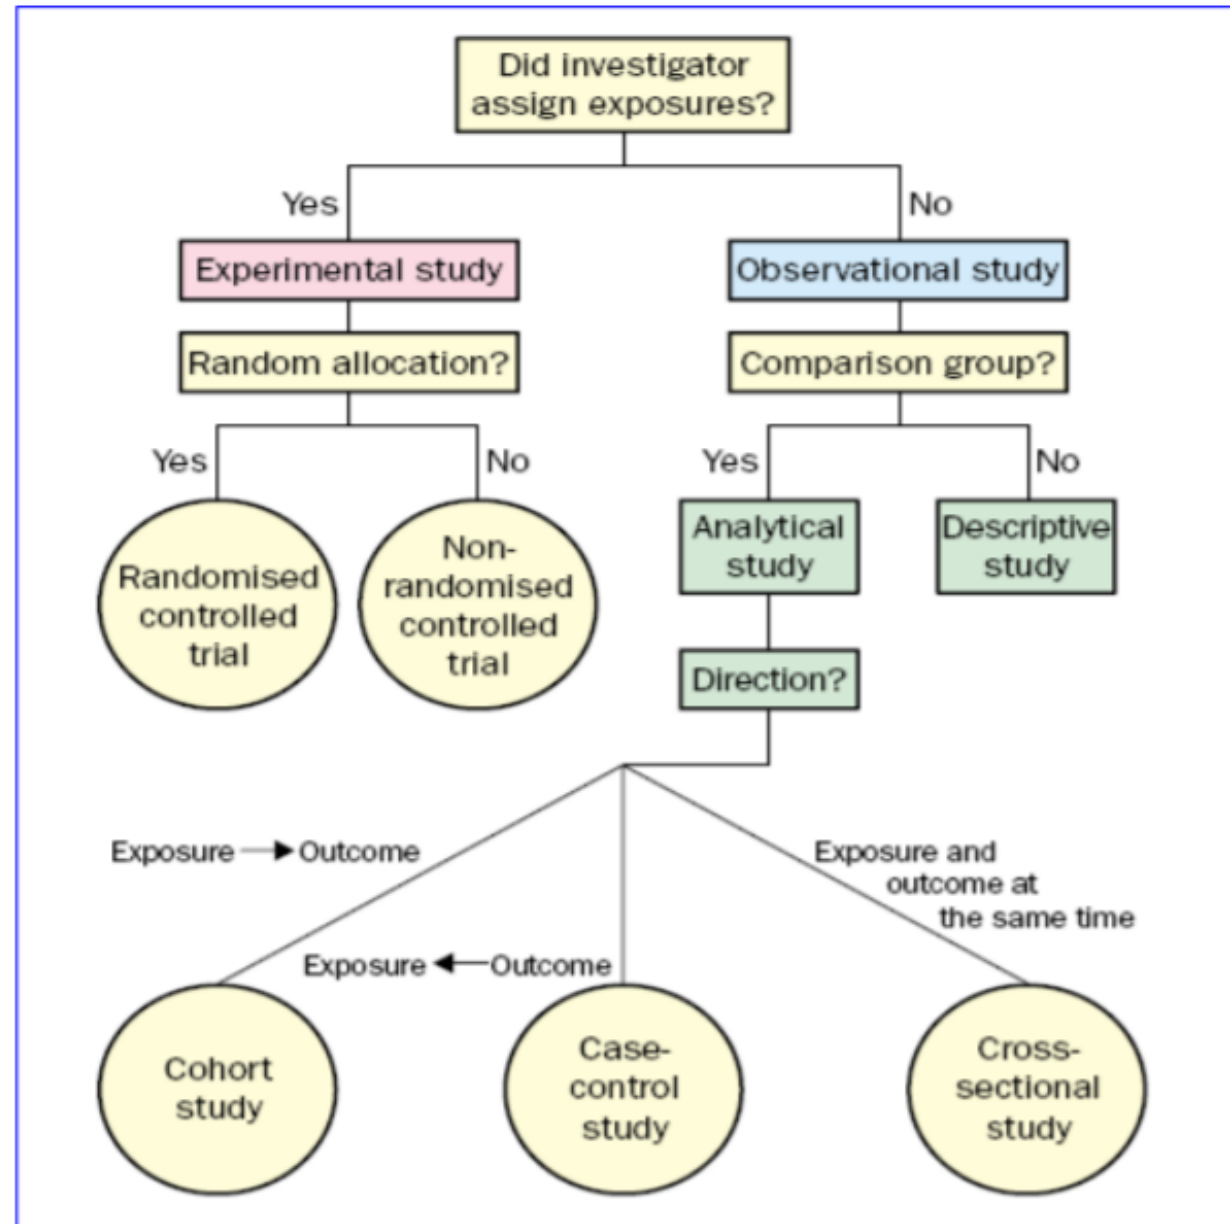 Did investigator
assign exposures?
Yes
No
Experimental study
Observational study
Random allocation?
Comparison group?
Yes
No
Yes
No
Randomised
controlled
trial
Non-
randomised
controlled
trial
Analytical
study
Descriptive
study
Direction?
Exposure → Outcome
Exposure and
outcome at
the same time
Exposure ← Outcome
Cohort
study
Case-
control
study
Cross-
sectional
study